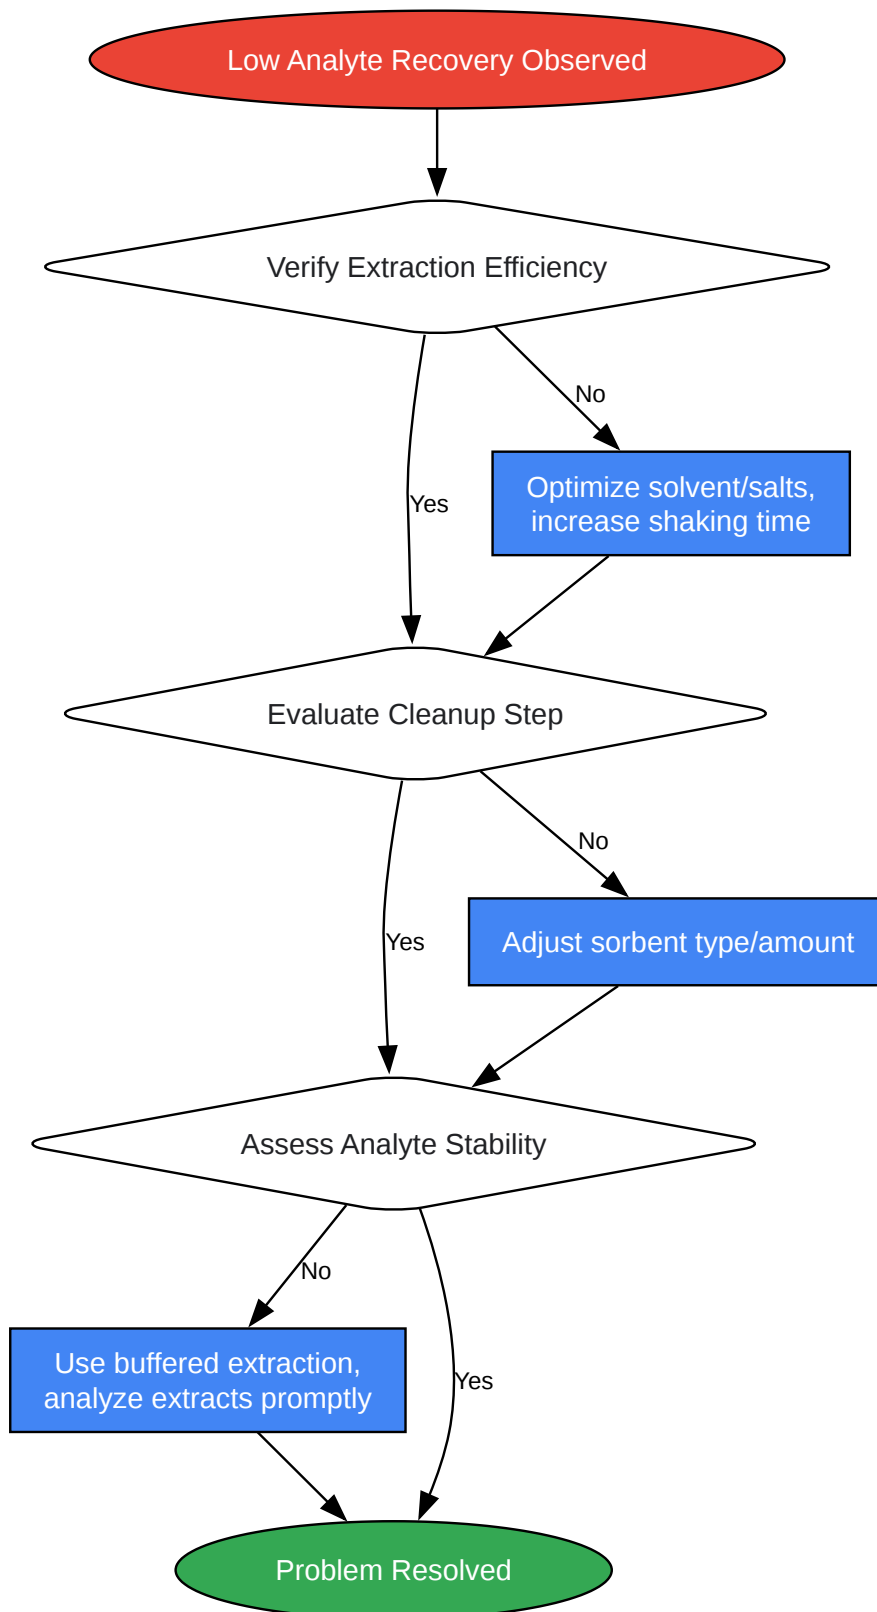 Low Analyte Recovery Observed
Verify Extraction Efficiency
No
Optimize solvent/salts,
increase shaking time
Yes
Evaluate Cleanup Step
No
Adjust sorbent type/amount
Yes
Assess Analyte Stability
No
Use buffered extraction,
analyze extracts promptly
Yes
Problem Resolved